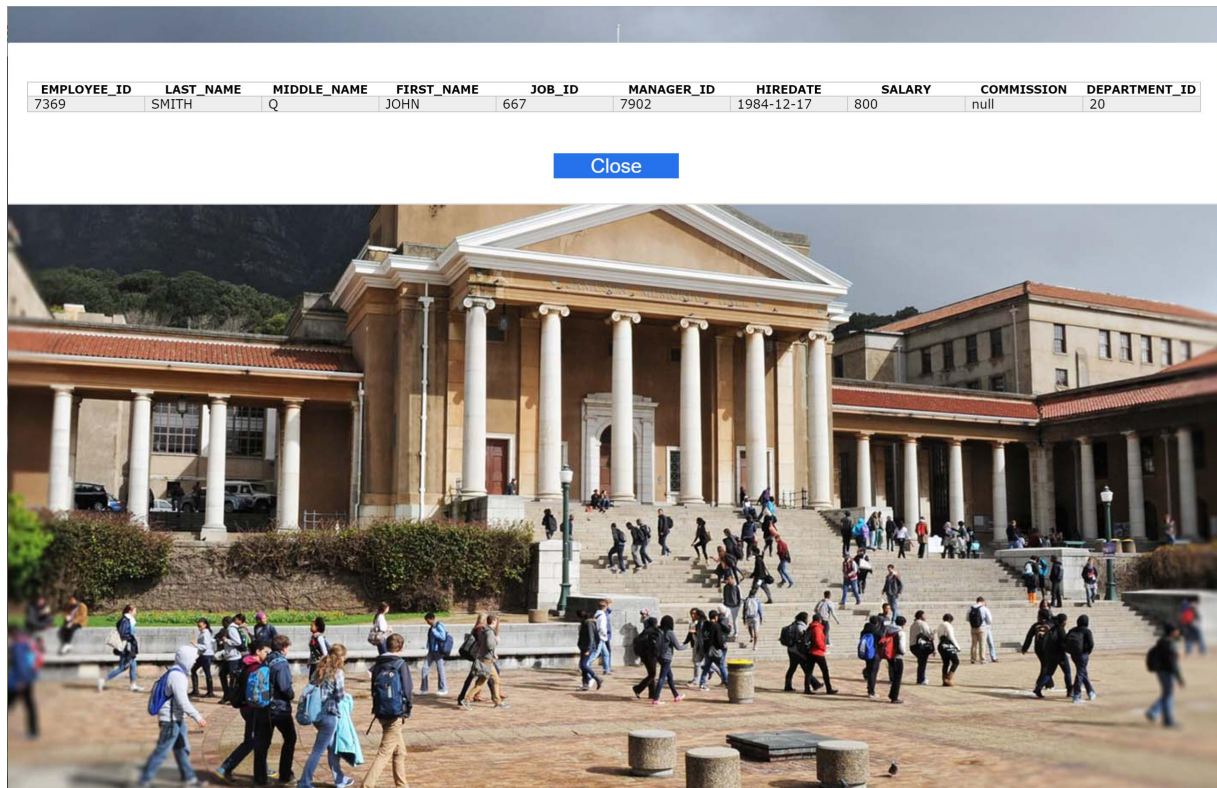 EMPLOYEE_ID LAST_NAME MIDDLE_NAME FIRST_NAME JOB_ID MANAGER_ID HIREDATE SALARY COMMISSION DEPARTMENT_ID
7369 SMITH Q JOHN 667 7902 1984-12-17 800 null 20
Close